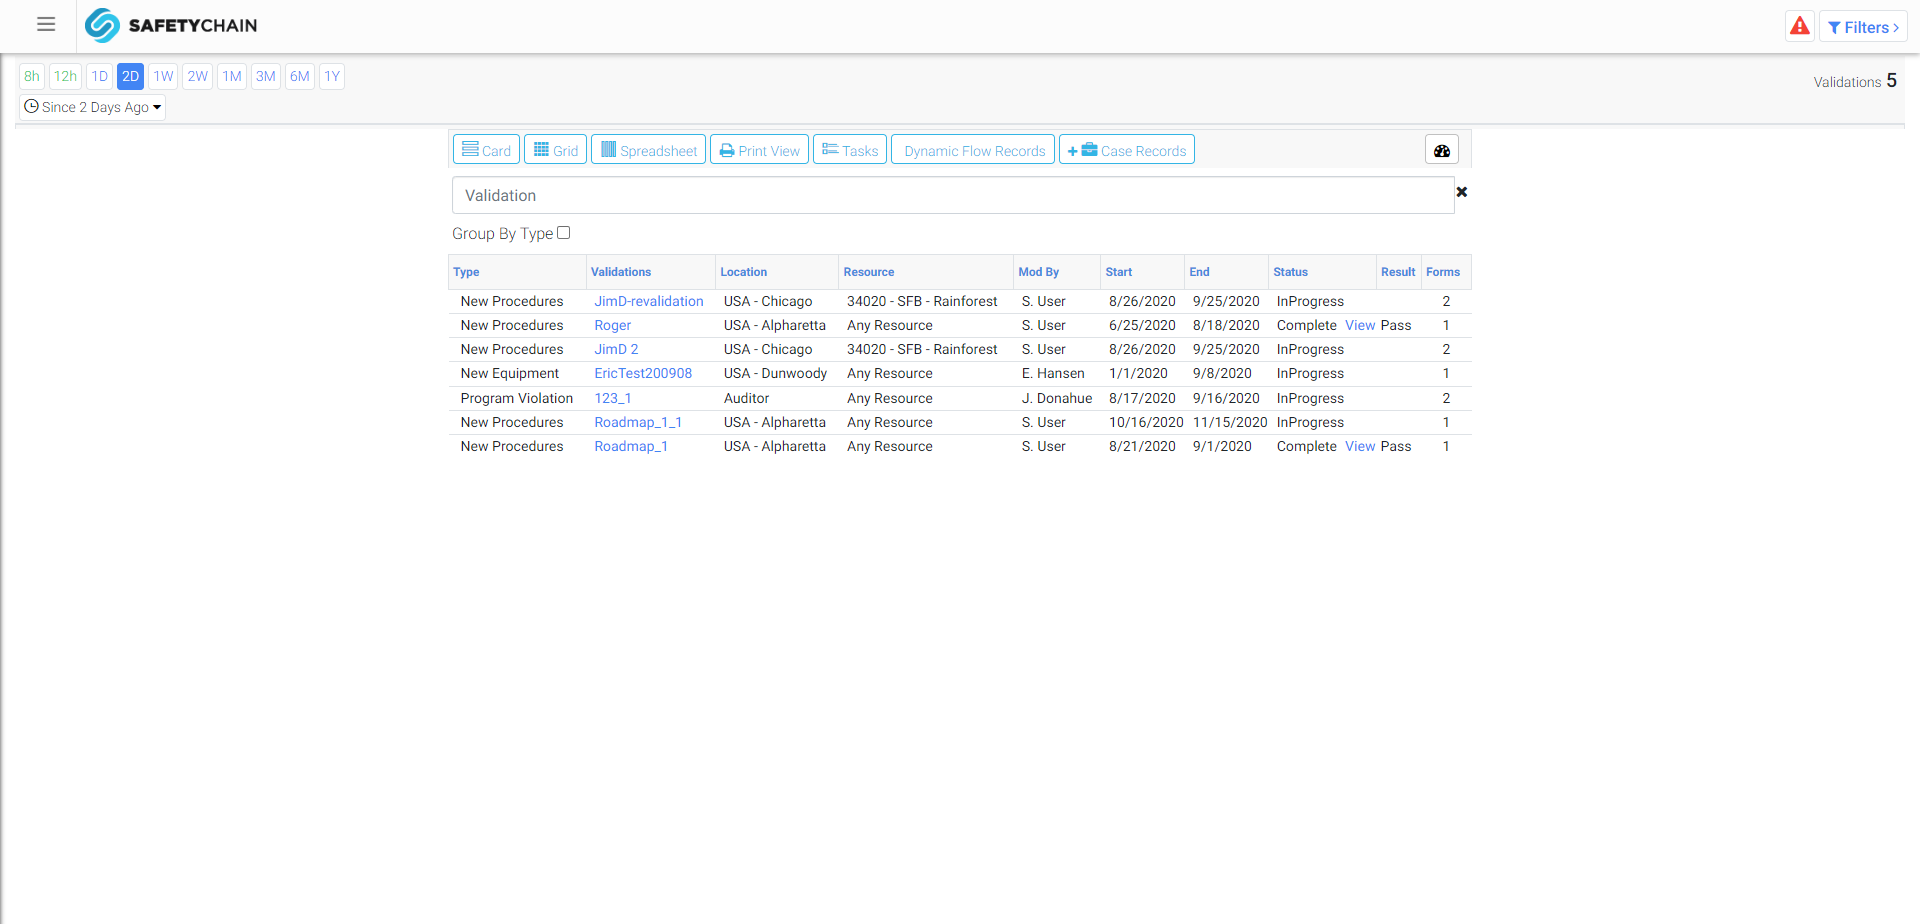 SAFETYCHAIN
Filters >
8h 12h 1D 2D 1W 2W 1M 3M 6M 1Y
Validations 5
Since 2 Days Ago
Card Grid Spreadsheet Print View Tasks Dynamic Flow Records + Case Records
Validation
Group By Type
Type Validations Location Resource Mod By Start End Status Result Forms
New Procedures JimD-revalidation USA - Chicago 34020 - SFB - Rainforest S. User 8/26/2020 9/25/2020 InProgress 2
New Procedures Roger USA - Alpharetta Any Resource S. User 6/25/2020 8/18/2020 Complete View Pass 1
New Procedures JimD 2 USA - Chicago 34020 - SFB - Rainforest S. User 8/26/2020 9/25/2020 InProgress 2
New Equipment EricTest200908 USA - Dunwoody Any Resource E. Hansen 1/1/2020 9/8/2020 InProgress 1
Program Violation 123_1 Auditor Any Resource J. Donahue 8/17/2020 9/16/2020 InProgress 2
New Procedures Roadmap_1_1 USA - Alpharetta Any Resource S. User 10/16/2020 11/15/2020 InProgress 1
New Procedures Roadmap_1 USA - Alpharetta Any Resource S. User 8/21/2020 9/1/2020 Complete View Pass 1